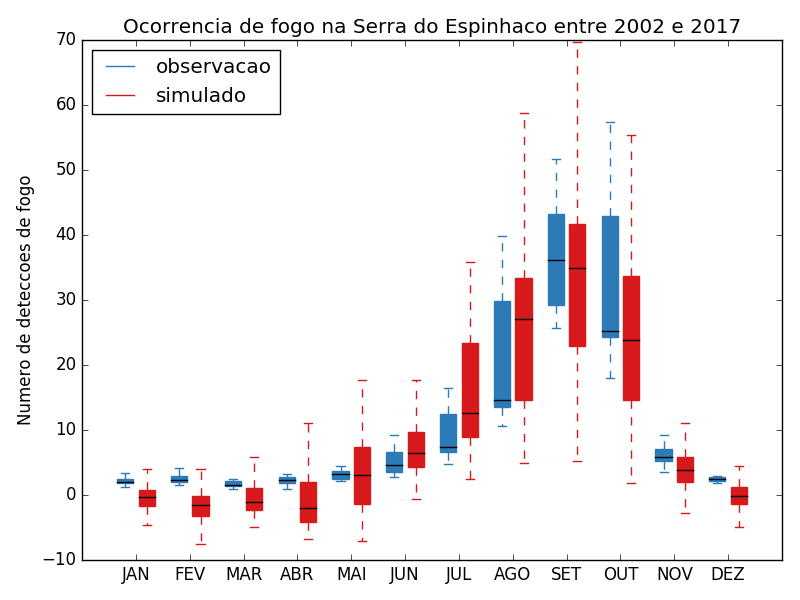 Ocorrencia de fogo na Serra do Espinhaco entre 2002 e 2017
observacao
simulado
Numero de deteccoes de fogo
70
60
50
40
30
20
10
0
−10
JAN FEV MAR ABR MAI JUN JUL AGO SET OUT NOV DEZ